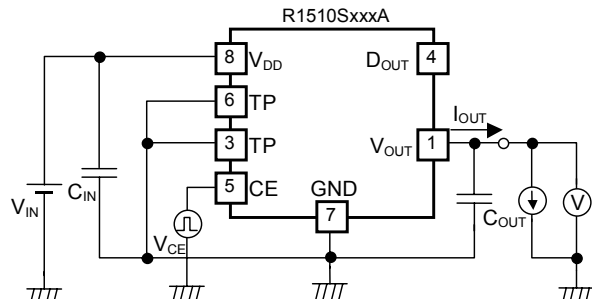 R1510SxxxA
8 VDD
DOUT 4
6 TP
IOUT
3 TP
VOUT 1
5 CE
GND
7
VIN
CIN
VCE
COUT
V